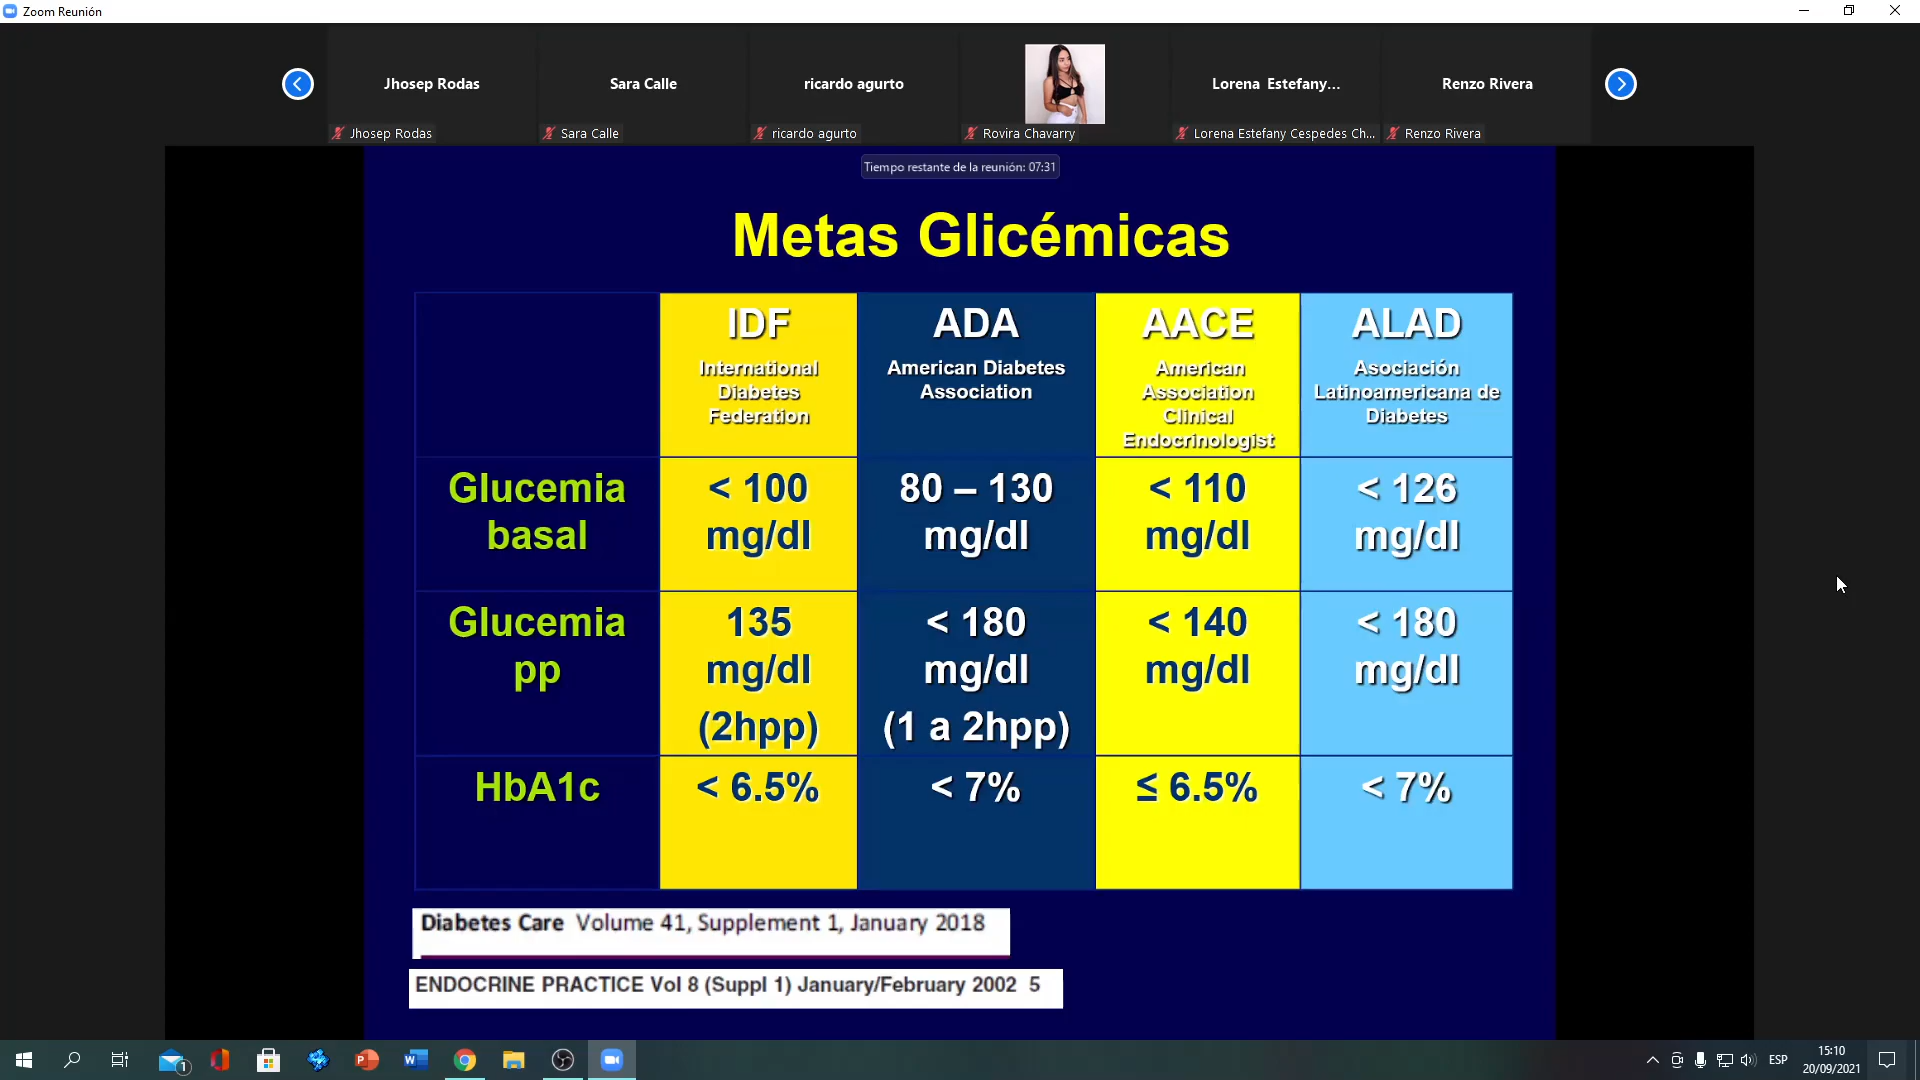 Zoom Reunión
Jhosep Rodas
Sara Calle
ricardo agurto
Lorena Estefany...
Renzo Rivera
Jhosep Rodas
Sara Calle
ricardo agurto
Rovira Chavarry
Lorena Estefany Cespedes Ch...
Renzo Rivera
Tiempo restante de la reunión: 07:31
Metas Glicémicas
IDF
International
Diabetes
Federation
ADA
American Diabetes
Association
AACE
American
Association
Clinical
Endocrinologist
ALAD
Asociación
Latinoamericana de
Diabetes
Glucemia
basal
< 100
mg/dl
80 – 130
mg/dl
< 110
mg/dl
< 126
mg/dl
Glucemia
pp
135
mg/dl
(2hpp)
< 180
mg/dl
(1 a 2hpp)
< 140
mg/dl
< 180
mg/dl
HbA1c
< 6.5%
< 7%
≤ 6.5%
< 7%
Diabetes Care Volume 41, Supplement 1, January 2018
ENDOCRINE PRACTICE Vol 8 (Suppl 1) January/February 2002 5
1
ESP
15:10
20/09/2021